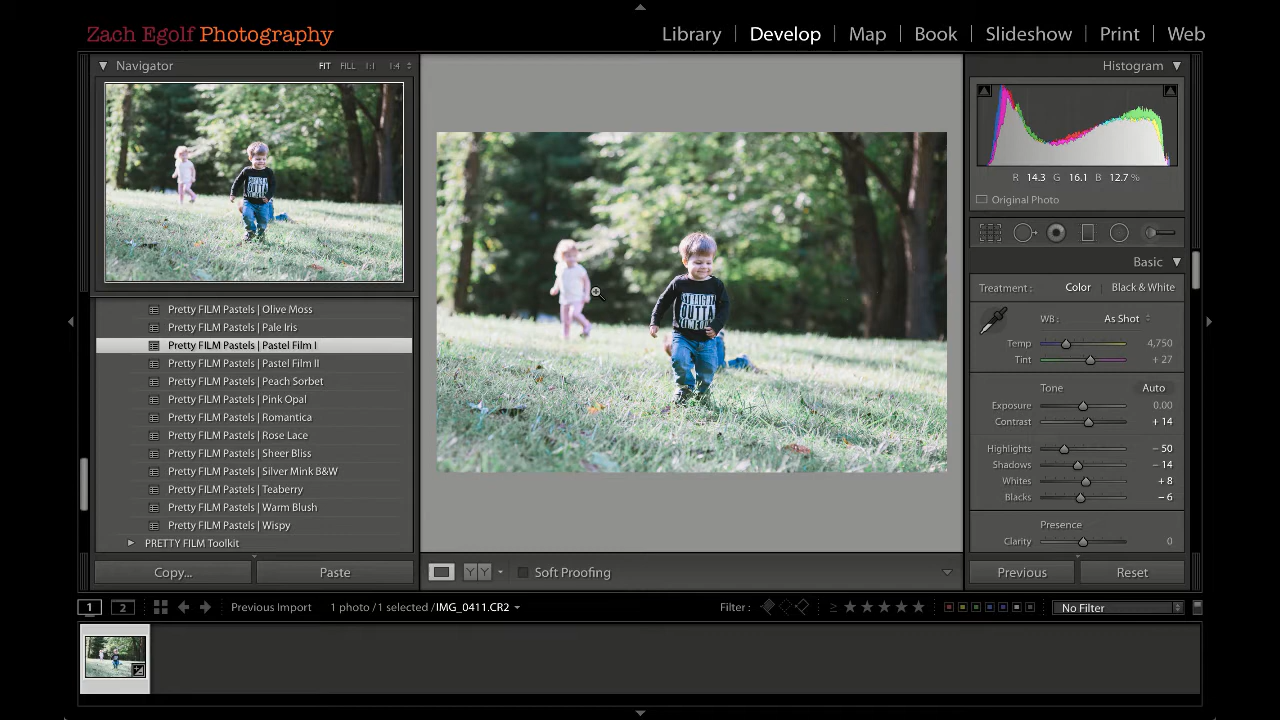 Zach Egolf Photography
Library | Develop | Map | Book | Slideshow | Print | Web
Navigator FIT FILL 1:1 1:4
Histogram
R 14.3 G 16.1 B 12.7 %
Original Photo
Basic
Treatment : Color Black & White
WB : As Shot
Temp 4,750
Tint + 27
Tone Auto
Exposure 0.00
Contrast + 14
Highlights – 50
Shadows – 14
Whites + 8
Blacks – 6
Presence
Clarity 0
Previous Reset
Pretty FILM Pastels | Olive Moss
Pretty FILM Pastels | Pale Iris
Pretty FILM Pastels | Pastel Film I
Pretty FILM Pastels | Pastel Film II
Pretty FILM Pastels | Peach Sorbet
Pretty FILM Pastels | Pink Opal
Pretty FILM Pastels | Romantica
Pretty FILM Pastels | Rose Lace
Pretty FILM Pastels | Sheer Bliss
Pretty FILM Pastels | Silver Mink B&W
Pretty FILM Pastels | Teaberry
Pretty FILM Pastels | Warm Blush
Pretty FILM Pastels | Wispy
PRETTY FILM Toolkit
Copy... Paste
STRAIGHT
OUTTA
TIMEOUT
Y Y Soft Proofing
1 2 Previous Import 1 photo / 1 selected / IMG_0411.CR2 Filter : ≥ ★ ★ ★ ★ ★ No Filter